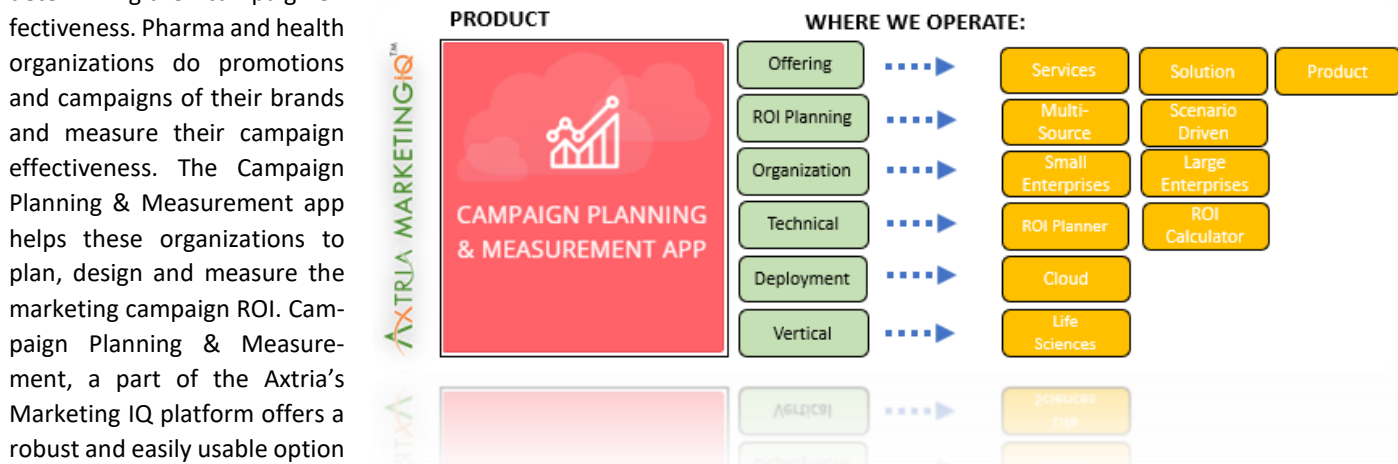 fectiveness. Pharma and health
organizations do promotions
and campaigns of their brands
and measure their campaign
effectiveness. The Campaign
Planning & Measurement app
helps these organizations to
plan, design and measure the
marketing campaign ROI. Cam-
paign Planning & Measure-
ment, a part of the Axtria's
Marketing IQ platform offers a
robust and easily usable option
PRODUCT
WHERE WE OPERATE:
AXTRIA MARKETINGIQ™
CAMPAIGN PLANNING
& MEASUREMENT APP
Offering
Services
Solution
Product
ROI Planning
Multi-
Source
Scenario
Driven
Organization
Small
Enterprises
Large
Enterprises
Technical
ROI Planner
ROI
Calculator
Deployment
Cloud
Vertical
Life
Sciences